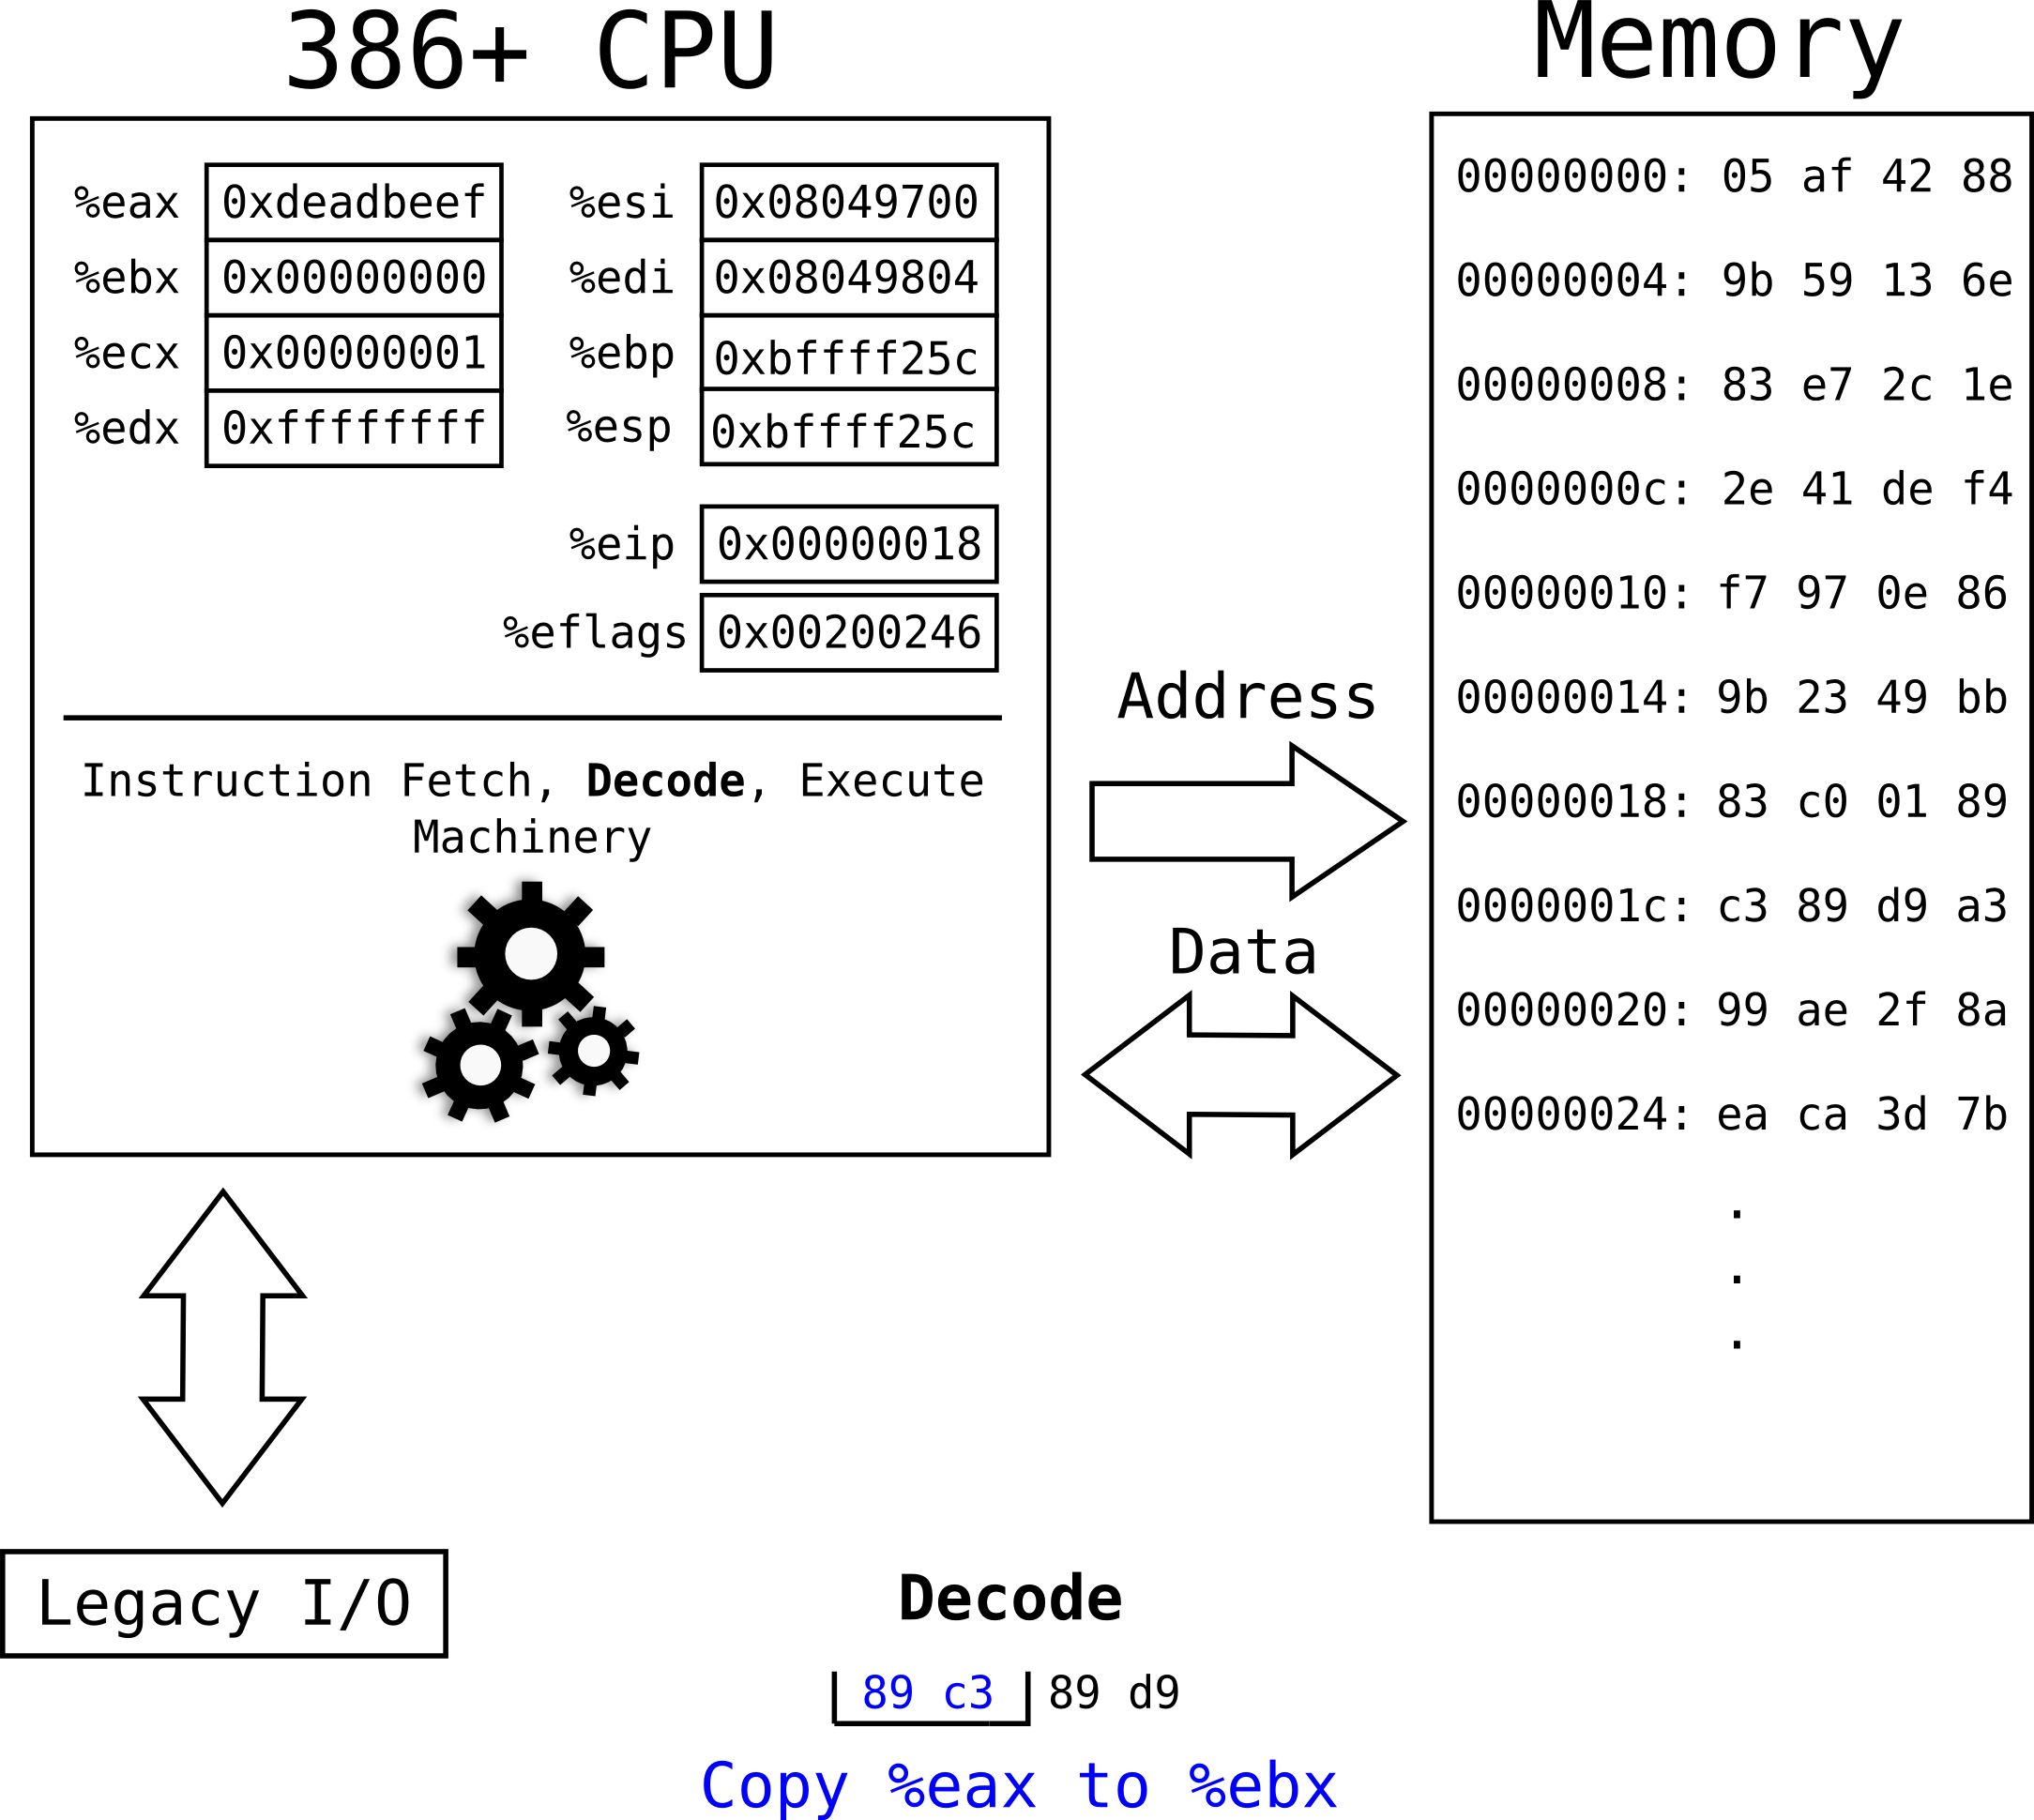 386+ CPU
%eax 0xdeadbeef
%ebx 0x00000000
%ecx 0x00000001
%edx 0xffffffff
%esi 0x08049700
%edi 0x08049804
%ebp 0xbffff25c
%esp 0xbffff25c
%eip 0x00000018
%eflags 0x00200246
Instruction Fetch, Decode, Execute
Machinery
Address
Data
Memory
00000000: 05 af 42 88
00000004: 9b 59 13 6e
00000008: 83 e7 2c 1e
0000000c: 2e 41 de f4
00000010: f7 97 0e 86
00000014: 9b 23 49 bb
00000018: 83 c0 01 89
0000001c: c3 89 d9 a3
00000020: 99 ae 2f 8a
00000024: ea ca 3d 7b
.
.
.
Legacy I/O
Decode
89 c3 89 d9
Copy %eax to %ebx